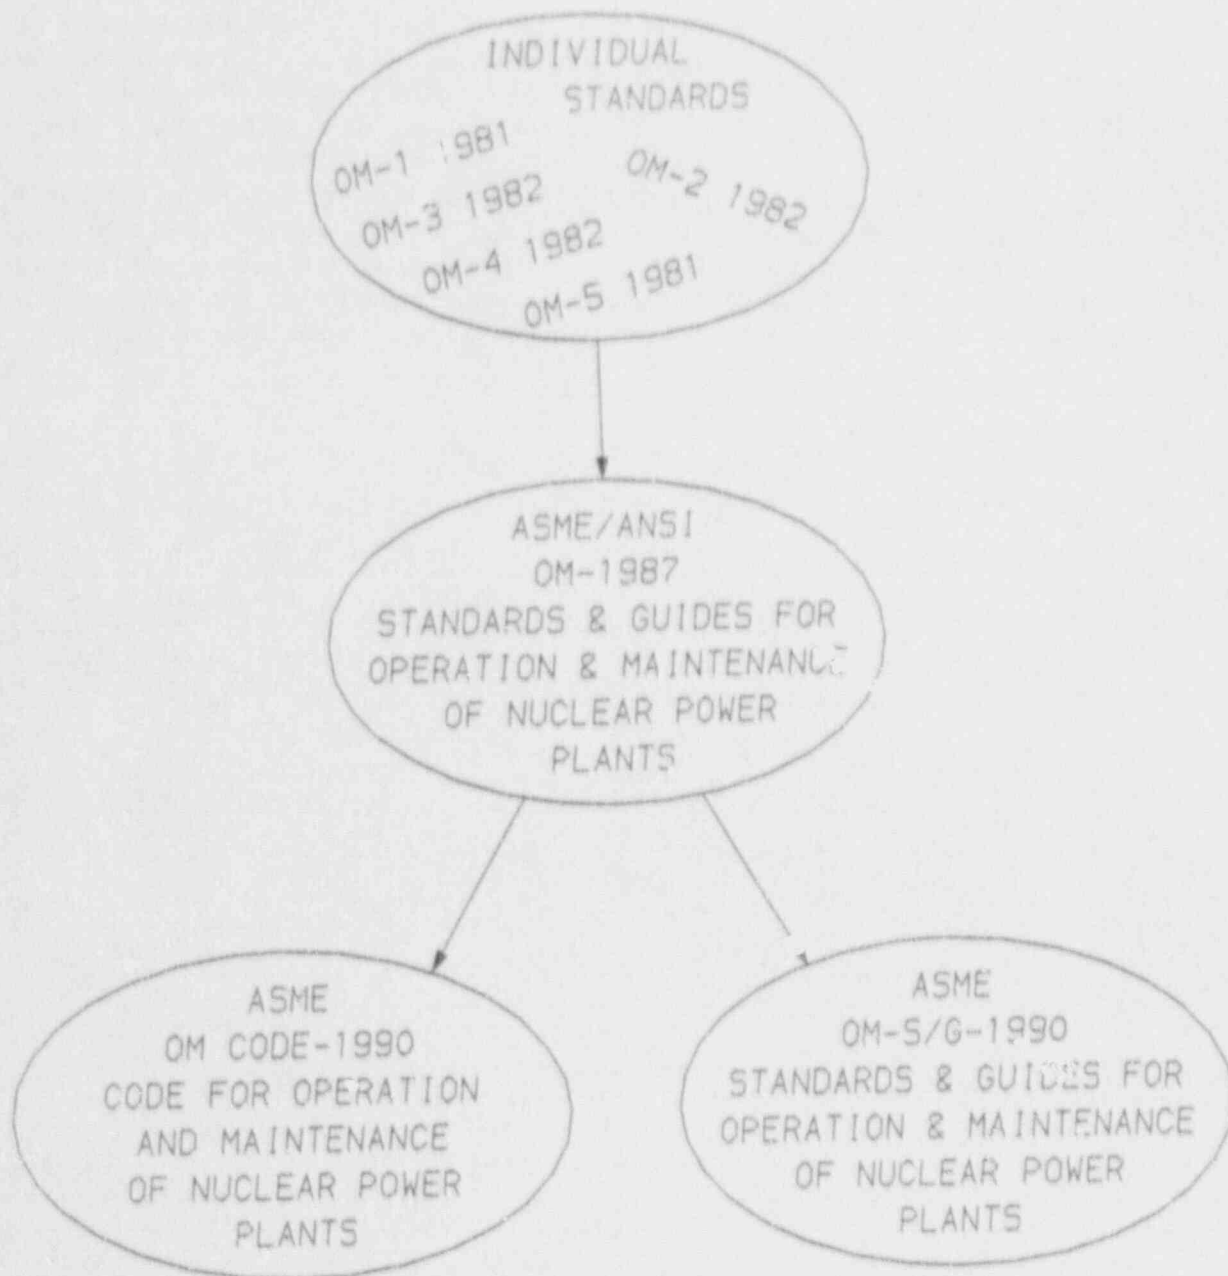 INDIVIDUAL
STANDARDS
OM-1 1981
OM-2 1982
OM-3 1982
OM-4 1982
OM-5 1981
ASME/ANSI
OM-1987
STANDARDS & GUIDES FOR
OPERATION & MAINTENANCE
OF NUCLEAR POWER
PLANTS
ASME
OM CODE-1990
CODE FOR OPERATION
AND MAINTENANCE
OF NUCLEAR POWER
PLANTS
ASME
OM-S/G-1990
STANDARDS & GUIDES FOR
OPERATION & MAINTENANCE
OF NUCLEAR POWER
PLANTS